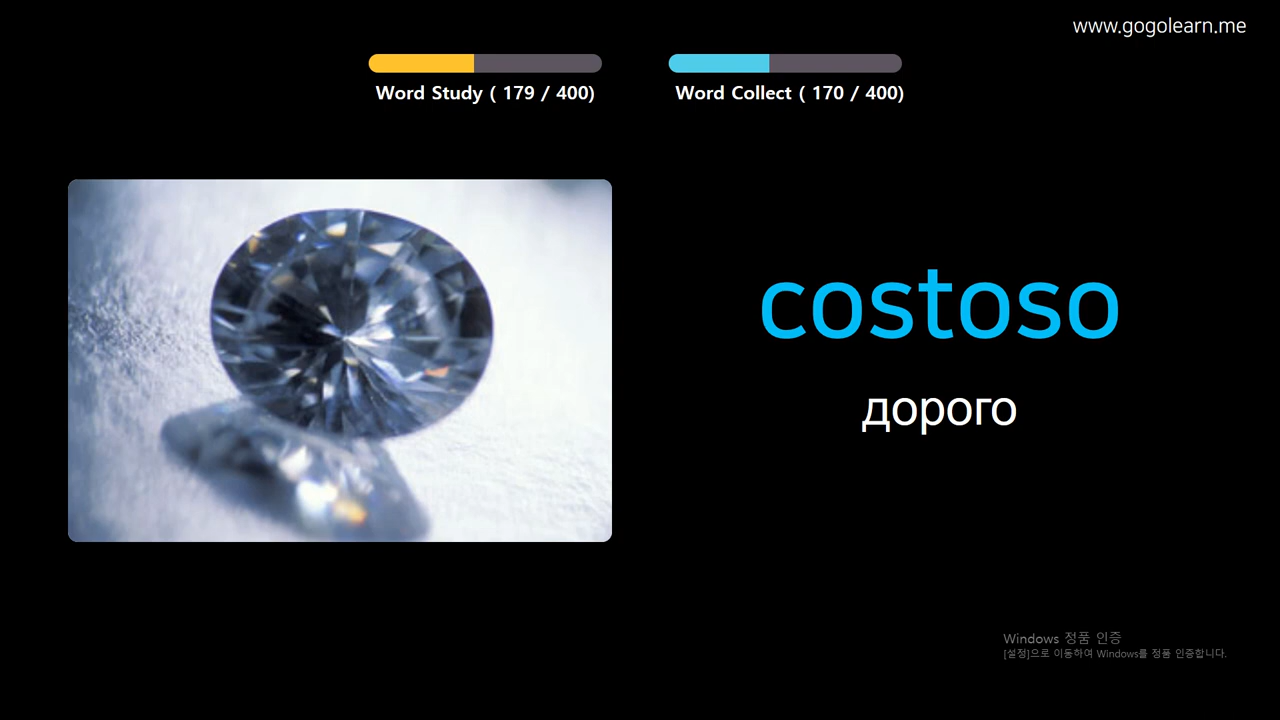 www.gogolearn.me
Word Study ( 179 / 400)
Word Collect ( 170 / 400)
costoso
дорого
Windows 정품 인증
[설정]으로 이동하여 Windows를 정품 인증합니다.